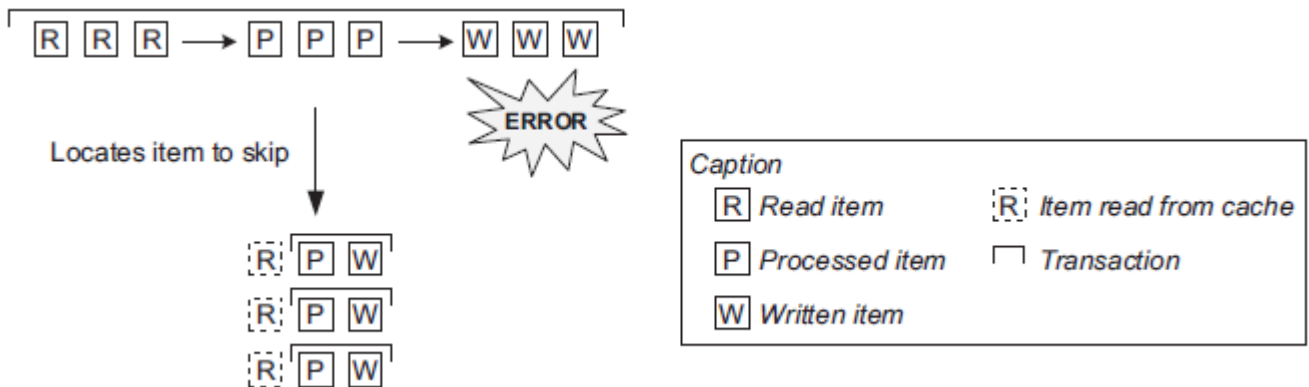 R R R P P P W W W
ERROR
Locates item to skip
R P W
R P W
R P W
Caption
R Read item
R Item read from cache
P Processed item
Transaction
W Written item